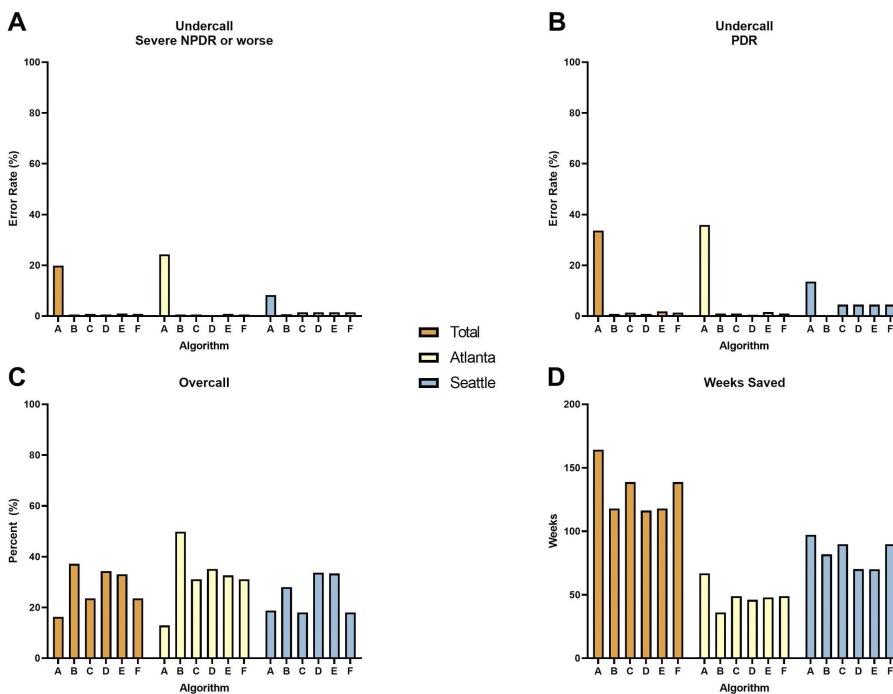 A
Undercall
Severe NPDR or worse
Error Rate (%)
100
80
60
40
20
0
A B C D E F A B C D E F A B C D E F
Algorithm
B
Undercall
PDR
Error Rate (%)
100
80
60
40
20
0
A B C D E F A B C D E F A B C D E F
Algorithm
Total
Atlanta
Seattle
C
Overcall
Percent (%)
100
80
60
40
20
0
A B C D E F A B C D E F A B C D E F
Algorithm
D
Weeks Saved
Weeks
200
150
100
50
0
A B C D E F A B C D E F A B C D E F
Algorithm